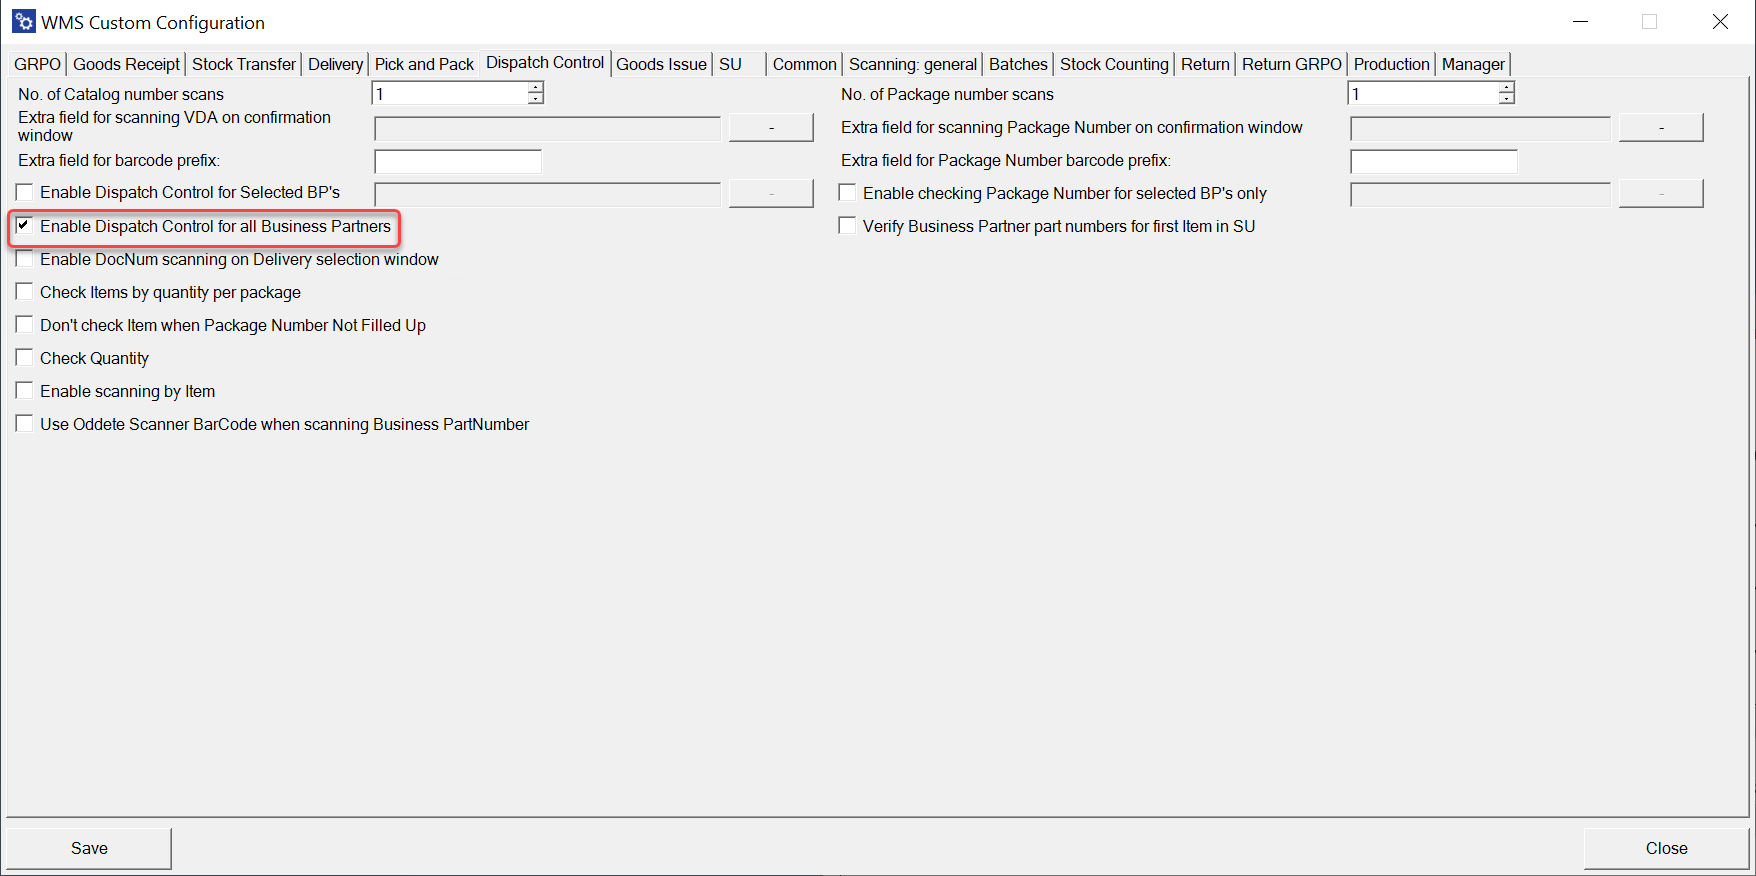 WMS Custom Configuration
GRPO Goods Receipt Stock Transfer Delivery Pick and Pack Dispatch Control Goods Issue SU Common Scanning: general Batches Stock Counting Return Return GRPO Production Manager
No. of Catalog number scans 1 No. of Package number scans 1
Extra field for scanning VDA on confirmation
window - Extra field for scanning Package Number on confirmation window -
Extra field for barcode prefix: Extra field for Package Number barcode prefix:
Enable Dispatch Control for Selected BP's - Enable checking Package Number for selected BP's only -
Enable Dispatch Control for all Business Partners Verify Business Partner part numbers for first Item in SU
Enable DocNum scanning on Delivery selection window
Check Items by quantity per package
Don't check Item when Package Number Not Filled Up
Check Quantity
Enable scanning by Item
Use Oddete Scanner BarCode when scanning Business PartNumber
Save Close